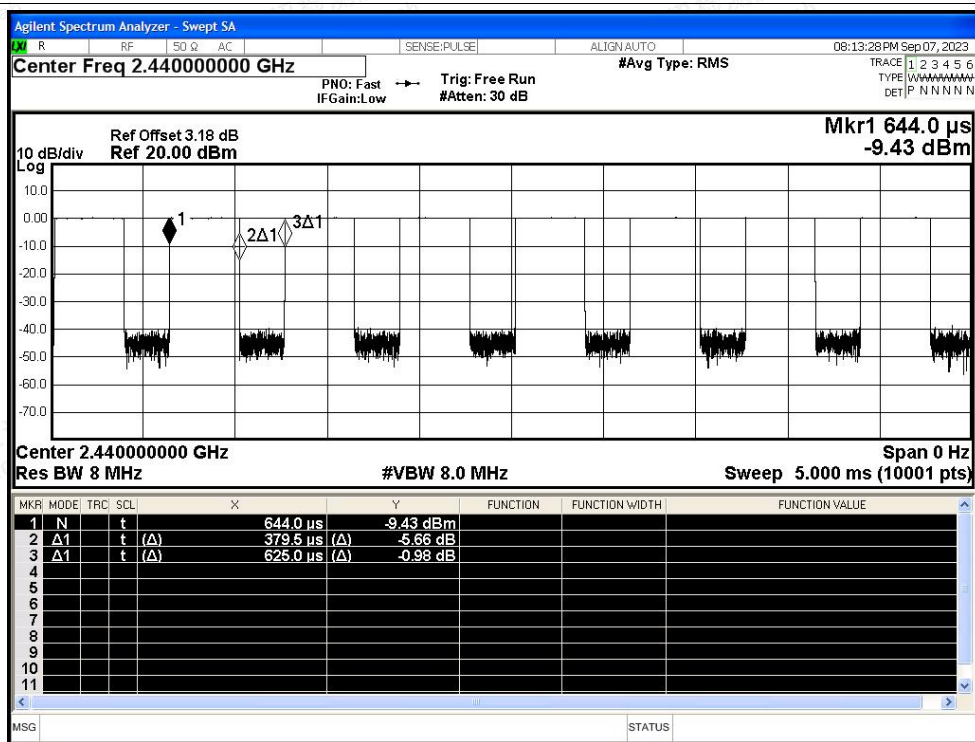 Agilent Spectrum Analyzer - Swept SA
LXI R RF 50 Ω AC SENSE:PULSE ALIGN AUTO 08:13:28 PM Sep 07, 2023
Center Freq 2.440000000 GHz #Avg Type: RMS TRACE 1 2 3 4 5 6
PNO: Fast Trig: Free Run TYPE WWWWWW
IFGain:Low #Atten: 30 dB DET P N N N N N
Mkr1 644.0 µs
Ref Offset 3.18 dB
10 dB/div Ref 20.00 dBm -9.43 dBm
Log
10.0
0.00
1 2Δ1 3Δ1
-10.0
-20.0
-30.0
-40.0
-50.0
-60.0
-70.0
Center 2.440000000 GHz Span 0 Hz
Res BW 8 MHz #VBW 8.0 MHz Sweep 5.000 ms (10001 pts)
MKR MODE TRC SCL X Y FUNCTION FUNCTION WIDTH FUNCTION VALUE
1 N t 644.0 µs -9.43 dBm
2 Δ1 t (Δ) 379.5 µs (Δ) -5.66 dB
3 Δ1 t (Δ) 625.0 µs (Δ) -0.98 dB
4
5
6
7
8
9
10
11
MSG STATUS